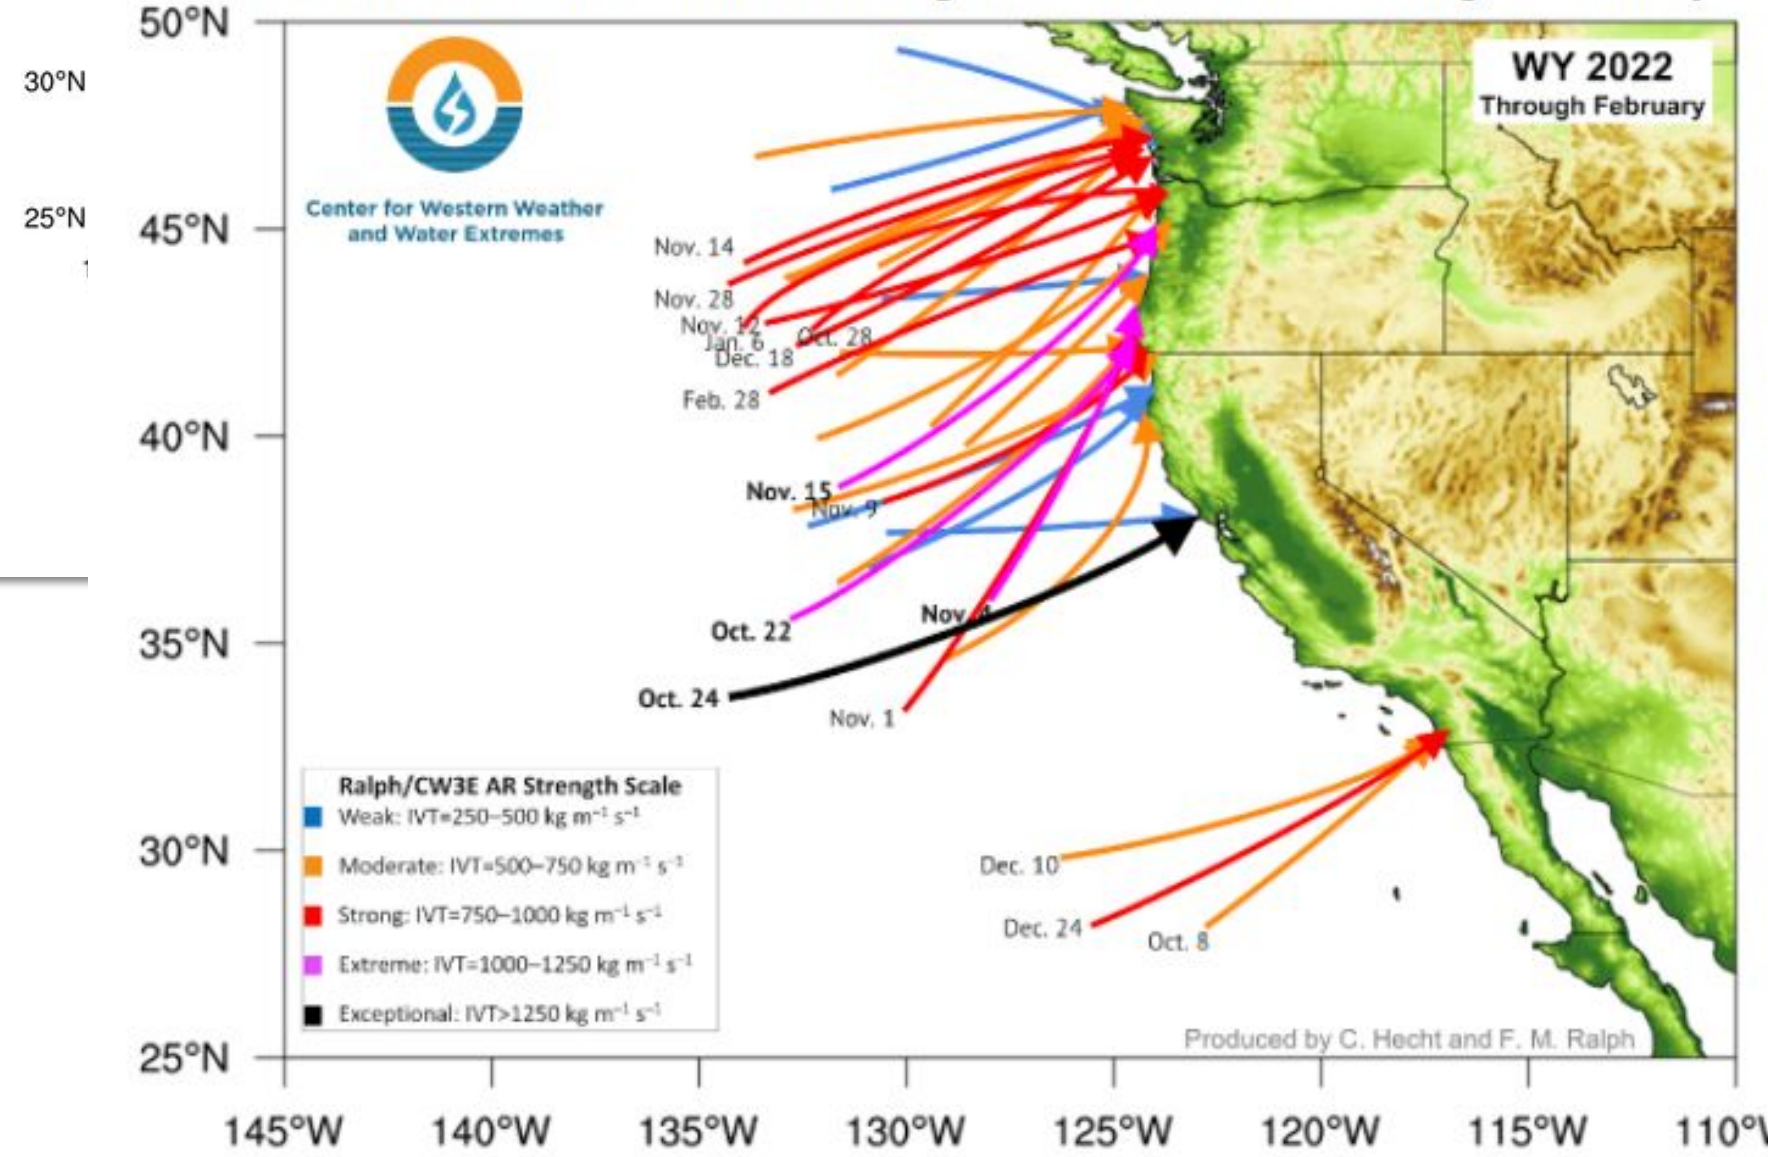 30°N
25°N
50°N
45°N
40°N
35°N
30°N
25°N
145°W
140°W
135°W
130°W
125°W
120°W
115°W
Center for Western Weather
and Water Extremes
WY 2022
Through February
Nov. 14
Nov. 28
Nov. 12
Jan. 6
Oct. 28
Dec. 18
Feb. 28
Nov. 15
Nov. 9
Oct. 22
Nov. 4
Oct. 24
Nov. 1
Dec. 10
Dec. 24
Oct. 8
Ralph/CW3E AR Strength Scale
Weak: IVT=250–500 kg m⁻¹ s⁻¹
Moderate: IVT=500–750 kg m⁻¹ s⁻¹
Strong: IVT=750–1000 kg m⁻¹ s⁻¹
Extreme: IVT=1000–1250 kg m⁻¹ s⁻¹
Exceptional: IVT>1250 kg m⁻¹ s⁻¹
Produced by C. Hecht and F. M. Ralph